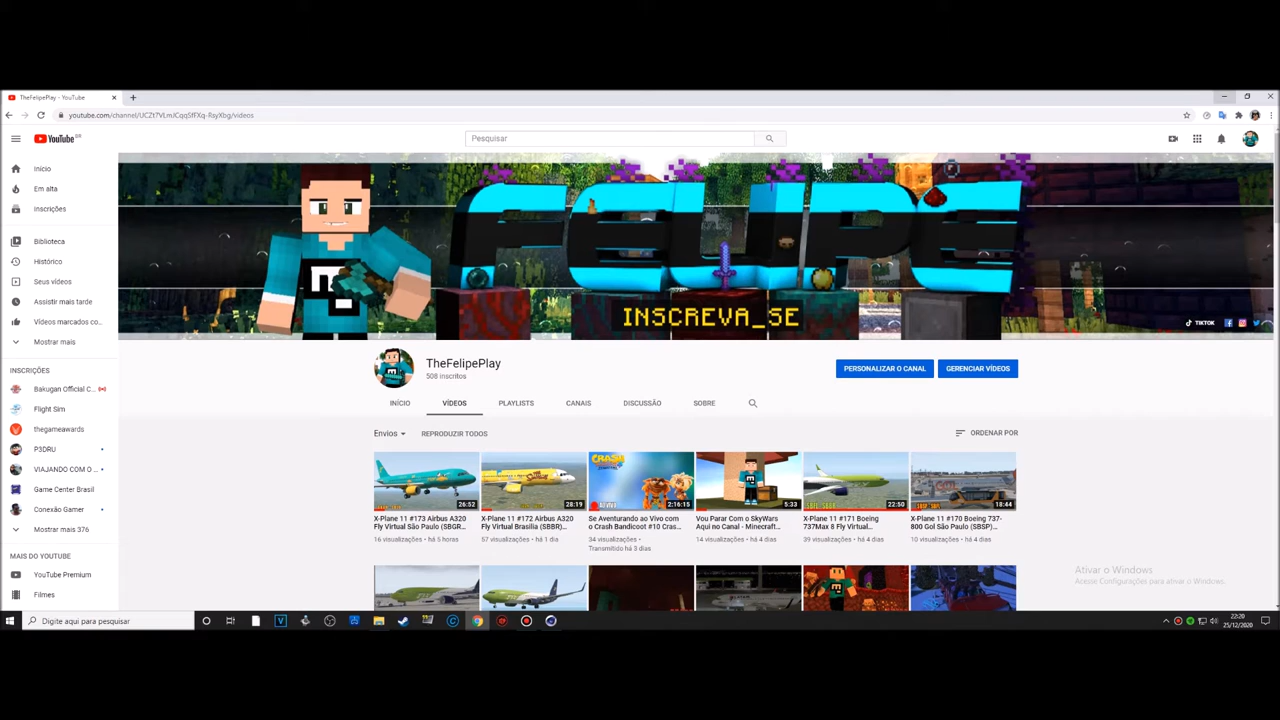 TheFelipePlay - YouTube
youtube.com/channel/UCZt7VLmJCqqSfFXq-RsyXbg/videos
YouTube BR
Pesquisar
Início
Em alta
Inscrições
Biblioteca
Histórico
Seus vídeos
Assistir mais tarde
Vídeos marcados co...
Mostrar mais
INSCRIÇÕES
Bakugan Official C...
Flight Sim
thegameawards
P3DRU
VIAJANDO COM O ...
Game Center Brasil
Conexão Gamer
Mostrar mais 376
MAIS DO YOUTUBE
YouTube Premium
Filmes
FELIPE
INSCREVA_SE
TIKTOK
TheFelipePlay
508 inscritos
PERSONALIZAR O CANAL
GERENCIAR VÍDEOS
INÍCIO
VÍDEOS
PLAYLISTS
CANAIS
DISCUSSÃO
SOBRE
Envios
REPRODUZIR TODOS
ORDENAR POR
26:52
X-Plane 11 #173 Airbus A320
Fly Virtual São Paulo (SBGR...
16 visualizações • há 5 horas
28:19
X-Plane 11 #172 Airbus A320
Fly Virtual Brasilia (SBBR)...
57 visualizações • há 1 dia
CRASH
2:16:15
Se Aventurando ao Vivo com
o Crash Bandicoot #10 Cras...
34 visualizações •
Transmitido há 3 dias
5:33
Vou Parar Com o SkyWars
Aqui no Canal - Minecraft...
14 visualizações • há 4 dias
22:50
X-Plane 11 #171 Boeing
737Max 8 Fly Virtual...
39 visualizações • há 4 dias
18:44
X-Plane 11 #170 Boeing 737-
800 Gol São Paulo (SBSP)...
10 visualizações • há 4 dias
Ativar o Windows
Acesse Configurações para ativar o Windows.
Digite aqui para pesquisar
22:20
25/12/2020